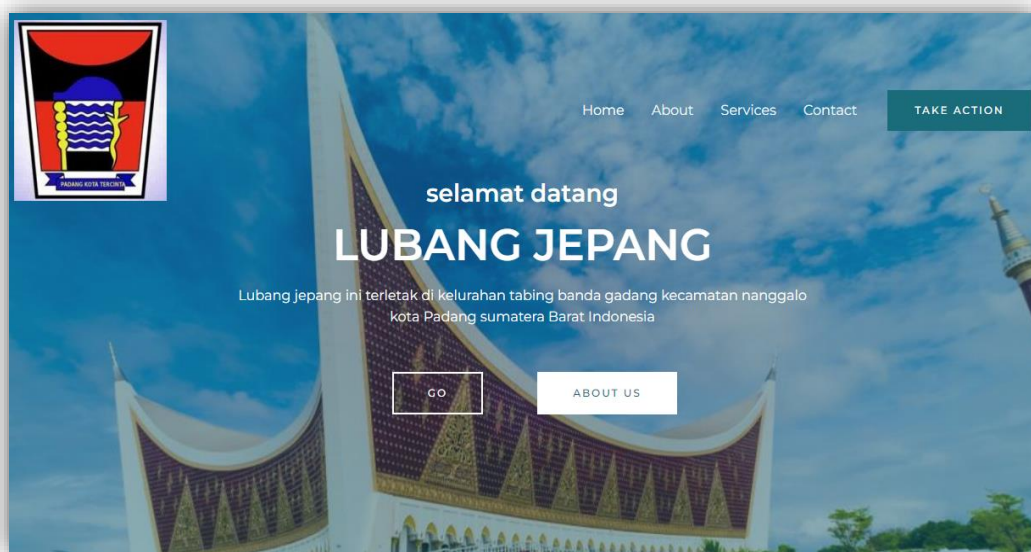 PADANG KOTA TERCINTA
Home About Services Contact TAKE ACTION
selamat datang
LUBANG JEPANG
Lubang jepang ini terletak di kelurahan tabing banda gadang kecamatan nanggalo
kota Padang sumatera Barat Indonesia
GO ABOUT US